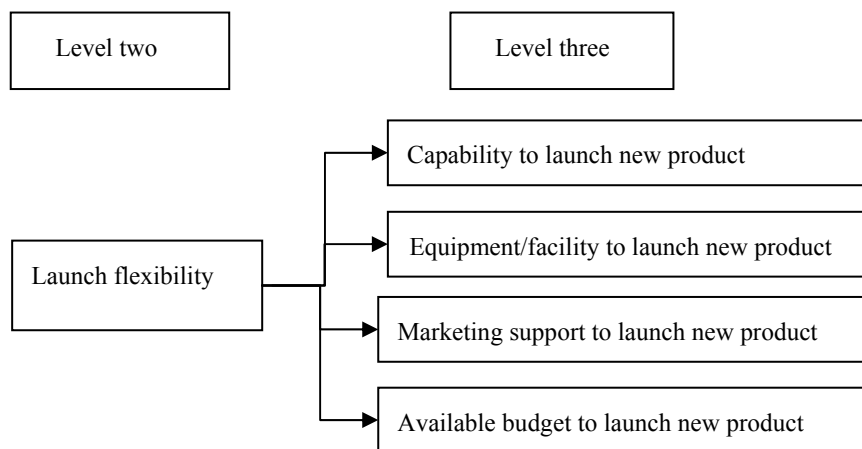 Level two
Level three
Capability to launch new product
Equipment/facility to launch new product
Launch flexibility
Marketing support to launch new product
Available budget to launch new product